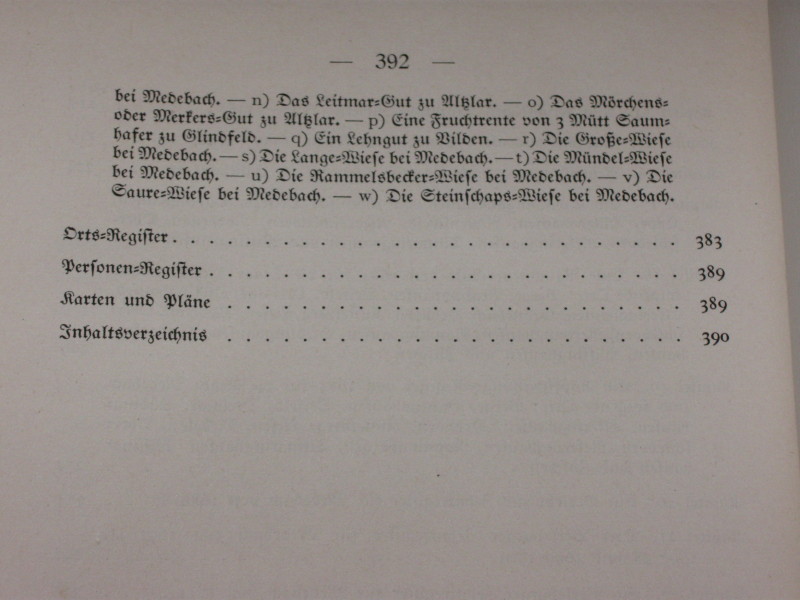 — 392 —
bei Medebach. — n) Das Leitmar=Gut zu Altzlar. — o) Das Mörchens=
oder Merkers=Gut zu Altzlar. — p) Eine Fruchtrente von 3 Mütt Saum=
hafer zu Glindfeld. — q) Ein Lehngut zu Bilden. — r) Die Große=Wiese
bei Medebach. — s) Die Lange=Wiese bei Medebach. — t) Die Mündel=Wiese
bei Medebach. — u) Die Rammelsbecker=Wiese bei Medebach. — v) Die
Saure=Wiese bei Medebach. — w) Die Steinschaps=Wiese bei Medebach.
Orts=Register . . . . . . . . . . . . . . . . . . . . . . . . . . . . 383
Personen=Register . . . . . . . . . . . . . . . . . . . . . . . . . . 389
Karten und Pläne . . . . . . . . . . . . . . . . . . . . . . . . . 389
Inhaltsverzeichnis . . . . . . . . . . . . . . . . . . . . . . . . . 390